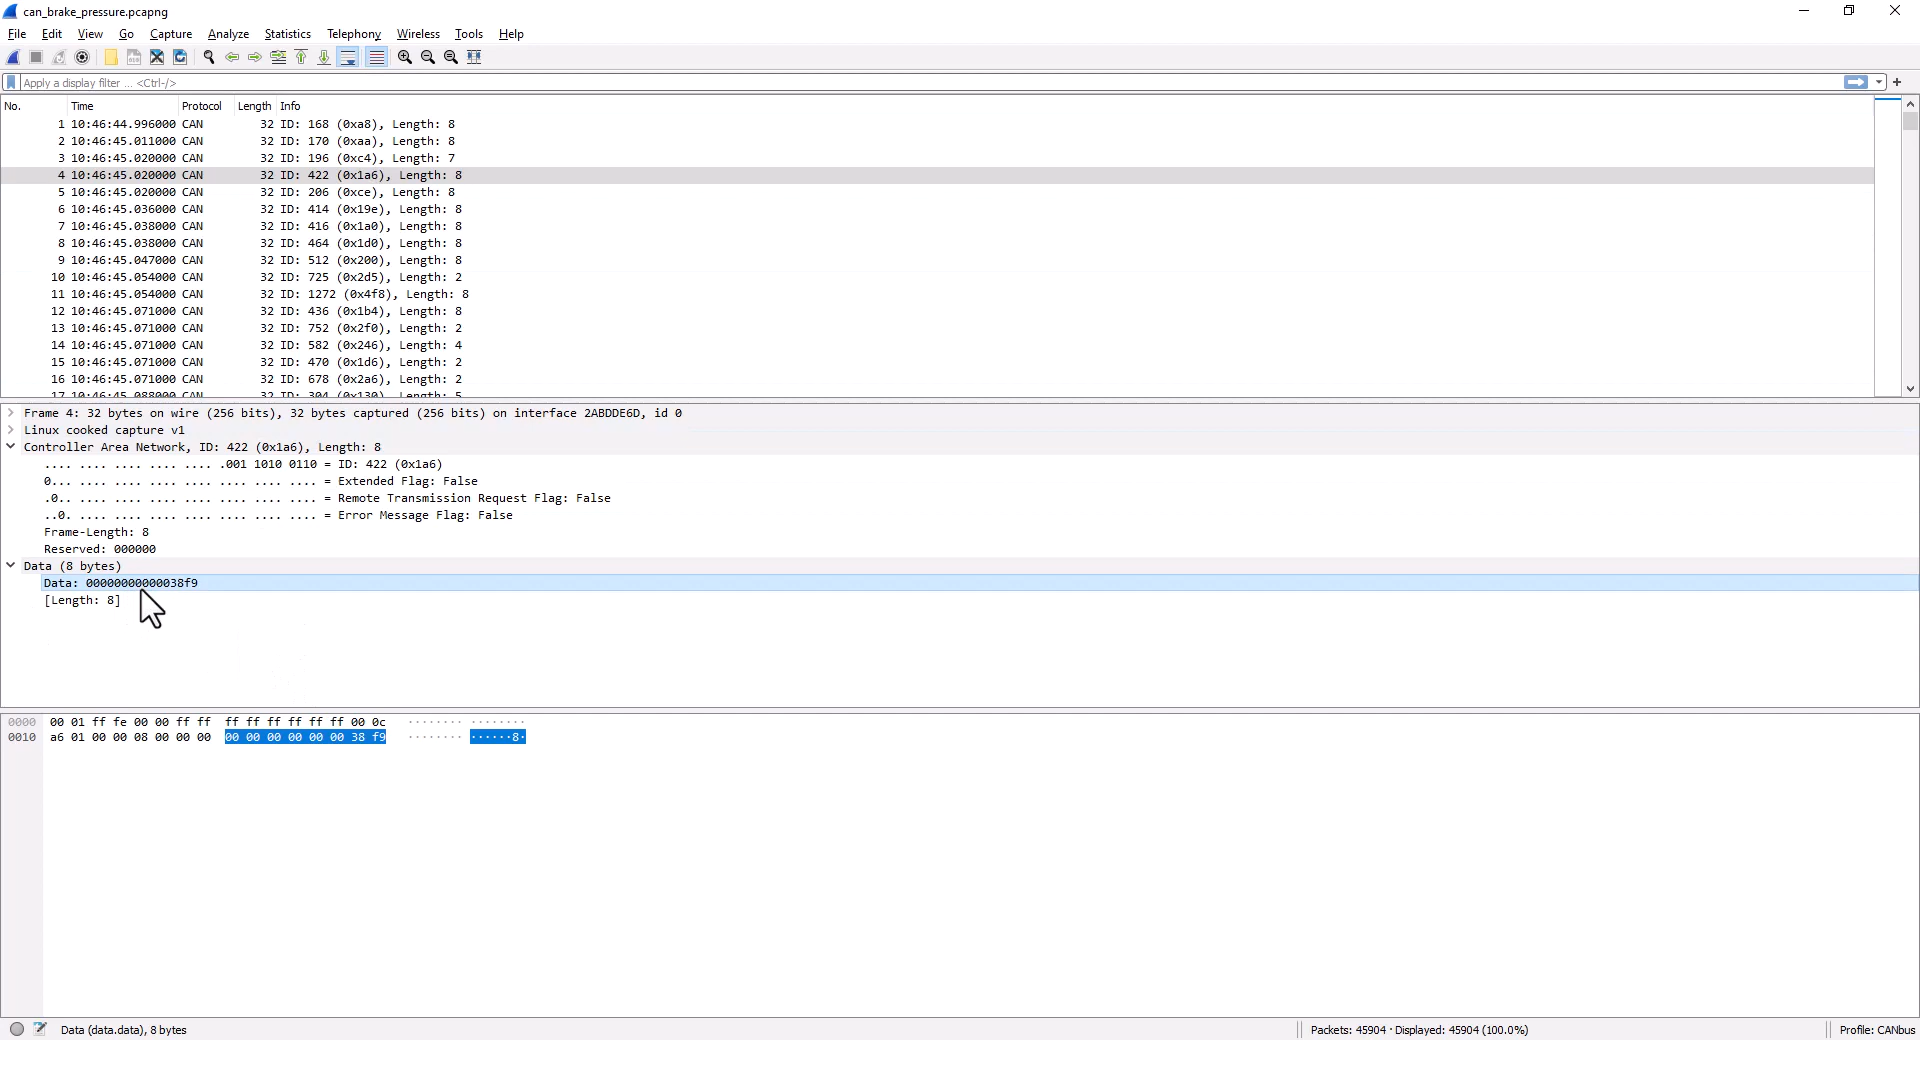 can_brake_pressure.pcapng
File Edit View Go Capture Analyze Statistics Telephony Wireless Tools Help
Apply a display filter ... <Ctrl-/>
No. Time Protocol Length Info
1 10:46:44.996000 CAN 32 ID: 168 (0xa8), Length: 8
2 10:46:45.011000 CAN 32 ID: 170 (0xaa), Length: 8
3 10:46:45.020000 CAN 32 ID: 196 (0xc4), Length: 7
4 10:46:45.020000 CAN 32 ID: 422 (0x1a6), Length: 8
5 10:46:45.020000 CAN 32 ID: 206 (0xce), Length: 8
6 10:46:45.036000 CAN 32 ID: 414 (0x19e), Length: 8
7 10:46:45.038000 CAN 32 ID: 416 (0x1a0), Length: 8
8 10:46:45.038000 CAN 32 ID: 464 (0x1d0), Length: 8
9 10:46:45.047000 CAN 32 ID: 512 (0x200), Length: 8
10 10:46:45.054000 CAN 32 ID: 725 (0x2d5), Length: 2
11 10:46:45.054000 CAN 32 ID: 1272 (0x4f8), Length: 8
12 10:46:45.071000 CAN 32 ID: 436 (0x1b4), Length: 8
13 10:46:45.071000 CAN 32 ID: 752 (0x2f0), Length: 2
14 10:46:45.071000 CAN 32 ID: 582 (0x246), Length: 4
15 10:46:45.071000 CAN 32 ID: 470 (0x1d6), Length: 2
16 10:46:45.071000 CAN 32 ID: 678 (0x2a6), Length: 2
17 10:46:45.088000 CAN 32 ID: 304 (0x130), Length: 5
Frame 4: 32 bytes on wire (256 bits), 32 bytes captured (256 bits) on interface 2ABDDE6D, id 0
Linux cooked capture v1
Controller Area Network, ID: 422 (0x1a6), Length: 8
.... .... .... .... .... .001 1010 0110 = ID: 422 (0x1a6)
0... .... .... .... .... .... .... .... = Extended Flag: False
.0.. .... .... .... .... .... .... .... = Remote Transmission Request Flag: False
..0. .... .... .... .... .... .... .... = Error Message Flag: False
Frame-Length: 8
Reserved: 000000
Data (8 bytes)
Data: 00000000000038f9
[Length: 8]
0000 00 01 ff fe 00 00 ff ff ff ff ff ff ff ff 00 0c ········ ········
0010 a6 01 00 00 08 00 00 00 00 00 00 00 00 00 38 f9 ········ ······8·
Data (data.data), 8 bytes
Packets: 45904 · Displayed: 45904 (100.0%)
Profile: CANbus